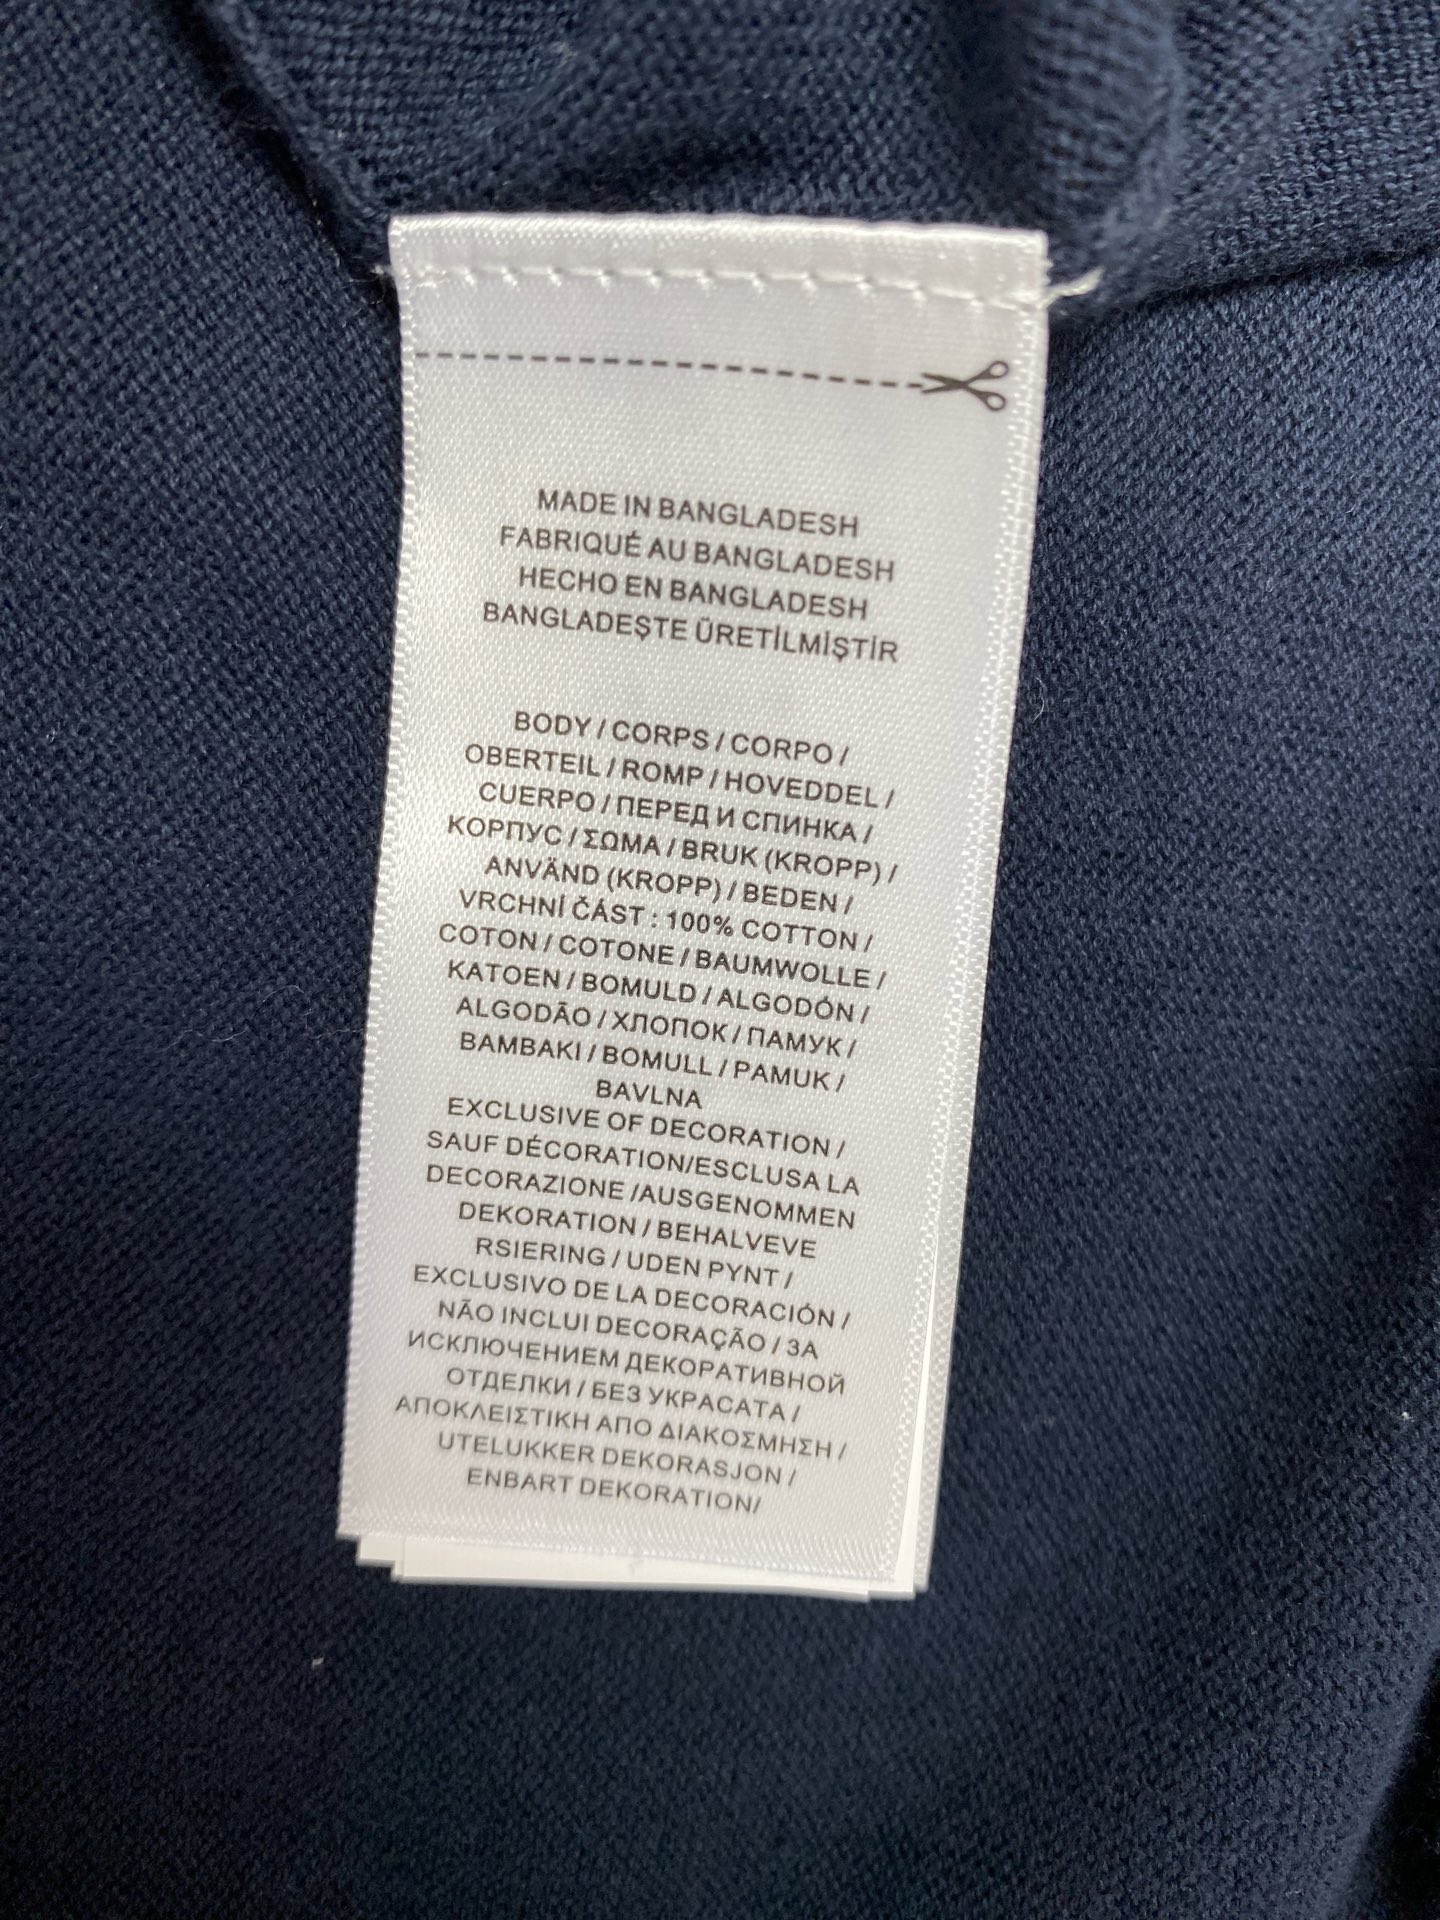 MADE IN BANGLADESH
FABRIQUÉ AU BANGLADESH
HECHO EN BANGLADESH
BANGLADEŞTE ÜRETİLMİŞTİR
BODY / CORPS / CORPO /
OBERTEIL / ROMP / HOVEDDEL /
CUERPO / ПЕРЕД И СПИНКА /
КОРПУС / ΣΩΜΑ / BRUK (KROPP) /
ANVÄND (KROPP) / BEDEN /
VRCHNÍ ČÁST : 100% COTTON /
COTON / COTONE / BAUMWOLLE /
KATOEN / BOMULD / ALGODÓN /
ALGODÃO / ХЛОПОК / ПАМУК /
BAMBAKI / BOMULL / PAMUK /
BAVLNA
EXCLUSIVE OF DECORATION /
SAUF DÉCORATION/ESCLUSA LA
DECORAZIONE /AUSGENOMMEN
DEKORATION / BEHALVEVE
RSIERING / UDEN PYNT /
EXCLUSIVO DE LA DECORACIÓN /
NÃO INCLUI DECORAÇÃO / ЗА
ИСКЛЮЧЕНИЕМ ДЕКОРАТИВНОЙ
ОТДЕЛКИ / БЕЗ УКРАСАТА /
ΑΠΟΚΛΕΙΣΤΙΚΗ ΑΠΟ ΔΙΑΚΟΣΜΗΣΗ /
UTELUKKER DEKORASJON /
ENBART DEKORATION/